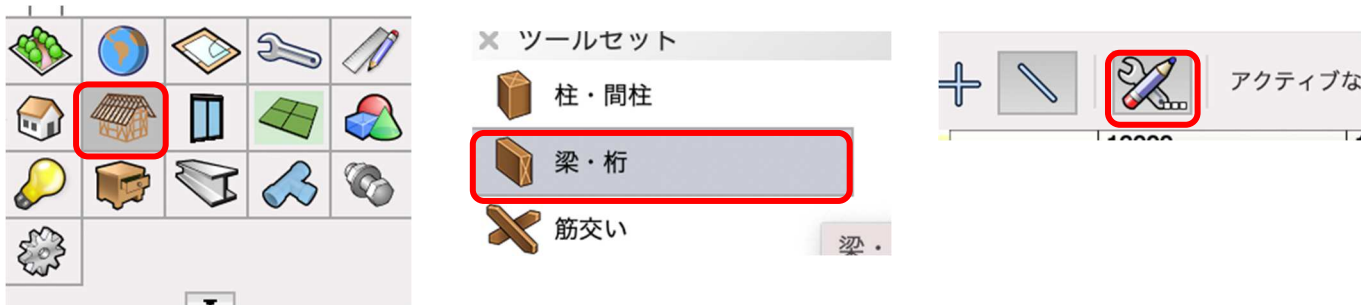 ツールセット
柱・間柱
梁・桁
筋交い
梁・
アクティブな